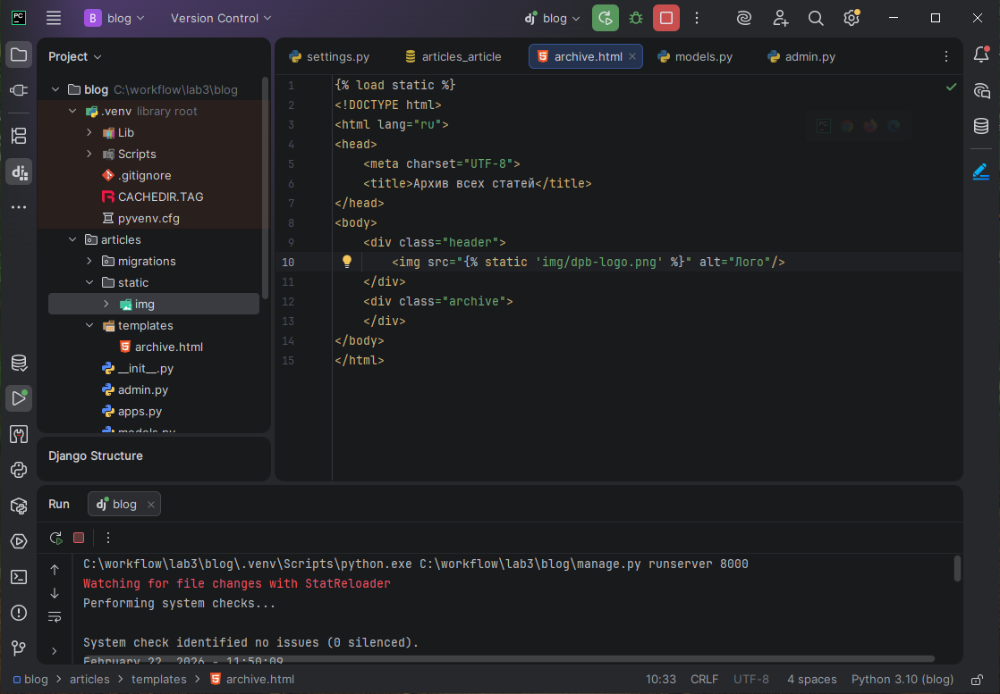 PC B blog Version Control dj blog
Project
settings.py articles_article archive.html models.py admin.py
blog C:\workflow\lab3\blog
.venv library root
Lib
Scripts
.gitignore
CACHEDIR.TAG
pyvenv.cfg
articles
migrations
static
img
templates
archive.html
__init__.py
admin.py
apps.py
models.py
1 {% load static %}
2 <!DOCTYPE html>
3 <html lang="ru">
4 <head>
5 <meta charset="UTF-8">
6 <title>Архив всех статей</title>
7 </head>
8 <body>
9 <div class="header">
10 <img src="{% static 'img/dpb-logo.png' %}" alt="Лого"/>
11 </div>
12 <div class="archive">
13 </div>
14 </body>
15 </html>
Django Structure
Run dj blog
C:\workflow\lab3\blog\.venv\Scripts\python.exe C:\workflow\lab3\blog\manage.py runserver 8000
Watching for file changes with StatReloader
Performing system checks...
System check identified no issues (0 silenced).
February 22, 2026 - 11:50:09
blog articles templates archive.html 10:33 CRLF UTF-8 4 spaces Python 3.10 (blog)